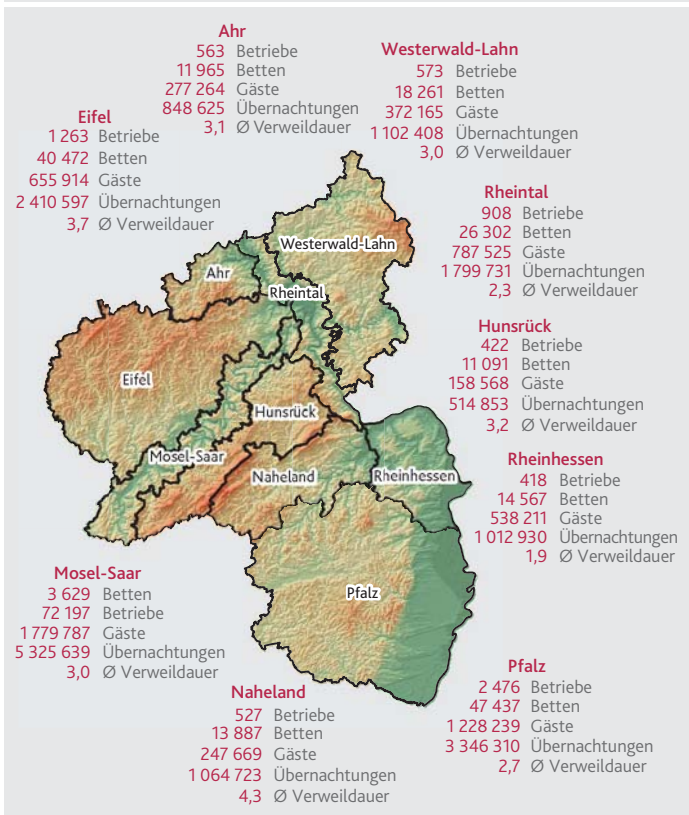 Ahr
563 Betriebe
11 965 Betten
277 264 Gäste
848 625 Übernachtungen
3,1 Ø Verweildauer
Westerwald-Lahn
573 Betriebe
18 261 Betten
372 165 Gäste
1 102 408 Übernachtungen
3,0 Ø Verweildauer
Eifel
1 263 Betriebe
40 472 Betten
655 914 Gäste
2 410 597 Übernachtungen
3,7 Ø Verweildauer
Rheintal
908 Betriebe
26 302 Betten
787 525 Gäste
1 799 731 Übernachtungen
2,3 Ø Verweildauer
Westerwald-Lahn
Ahr
Rheintal
Eifel
Hunsrück
Mosel-Saar
Naheland
Rheinhessen
Pfalz
Hunsrück
422 Betriebe
11 091 Betten
158 568 Gäste
514 853 Übernachtungen
3,2 Ø Verweildauer
Rheinhessen
418 Betriebe
14 567 Betten
538 211 Gäste
1 012 930 Übernachtungen
1,9 Ø Verweildauer
Mosel-Saar
3 629 Betten
72 197 Betriebe
1 779 787 Gäste
5 325 639 Übernachtungen
3,0 Ø Verweildauer
Naheland
527 Betriebe
13 887 Betten
247 669 Gäste
1 064 723 Übernachtungen
4,3 Ø Verweildauer
Pfalz
2 476 Betriebe
47 437 Betten
1 228 239 Gäste
3 346 310 Übernachtungen
2,7 Ø Verweildauer